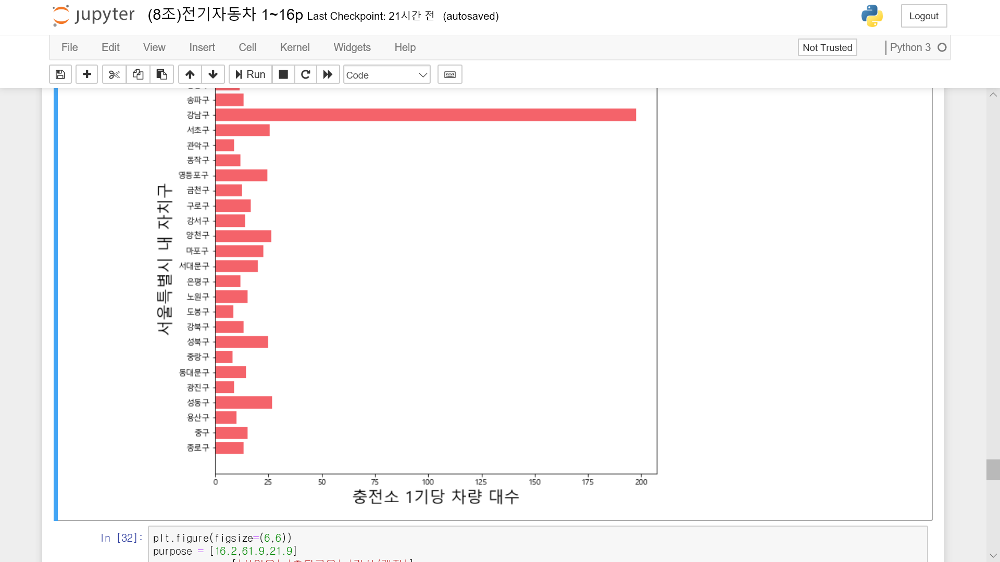 jupyter (8조)전기자동차 1~16p Last Checkpoint: 21시간 전 (autosaved)
Logout
File Edit View Insert Cell Kernel Widgets Help
Not Trusted
Python 3
Run
Code
송파구
강남구
서초구
관악구
동작구
영등포구
금천구
구로구
강서구
양천구
마포구
서대문구
은평구
노원구
도봉구
강북구
성북구
중랑구
동대문구
광진구
성동구
용산구
중구
종로구
서울특별시 내 자치구
0 25 50 75 100 125 150 175 200
충전소 1기당 차량 대수
In [32]: plt.figure(figsize=(6,6))
purpose = [16.2,61.9,21.9]